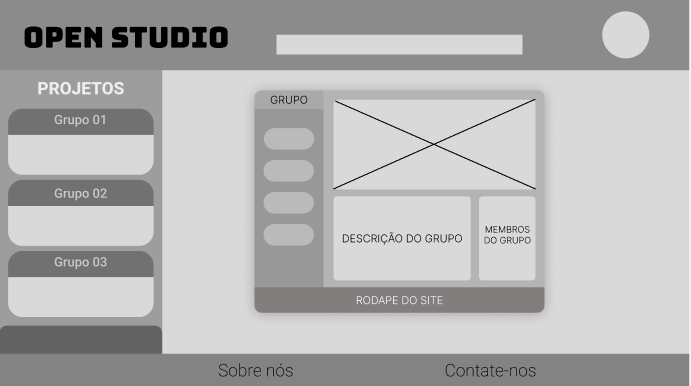 OPEN STUDIO
PROJETOS
Grupo 01
Grupo 02
Grupo 03
GRUPO
DESCRIÇÃO DO GRUPO
MEMBROS
DO GRUPO
RODAPE DO SITE
Sobre nós
Contate-nos